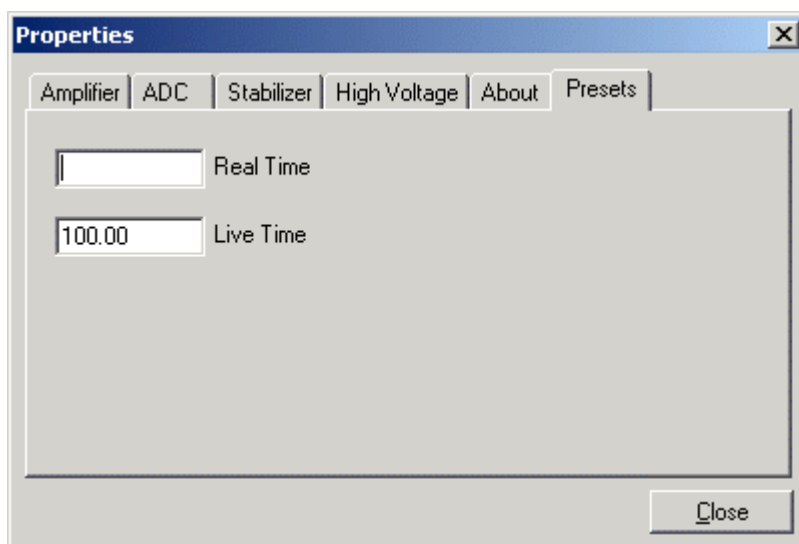 Properties
Amplifier ADC Stabilizer High Voltage About Presets
Real Time
100.00 Live Time
Close